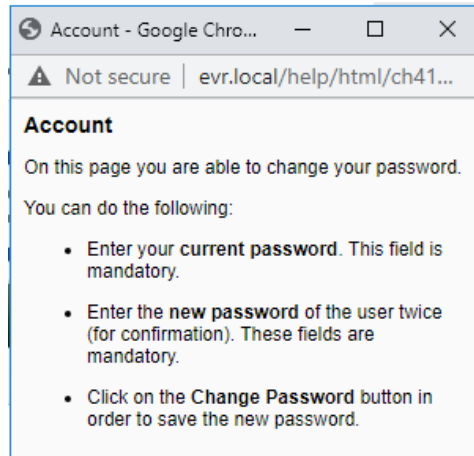 Account - Google Chro...
Not secure | evr.local/help/html/ch41...
Account
On this page you are able to change your password.
You can do the following:
• Enter your current password. This field is
mandatory.
• Enter the new password of the user twice
(for confirmation). These fields are
mandatory.
• Click on the Change Password button in
order to save the new password.